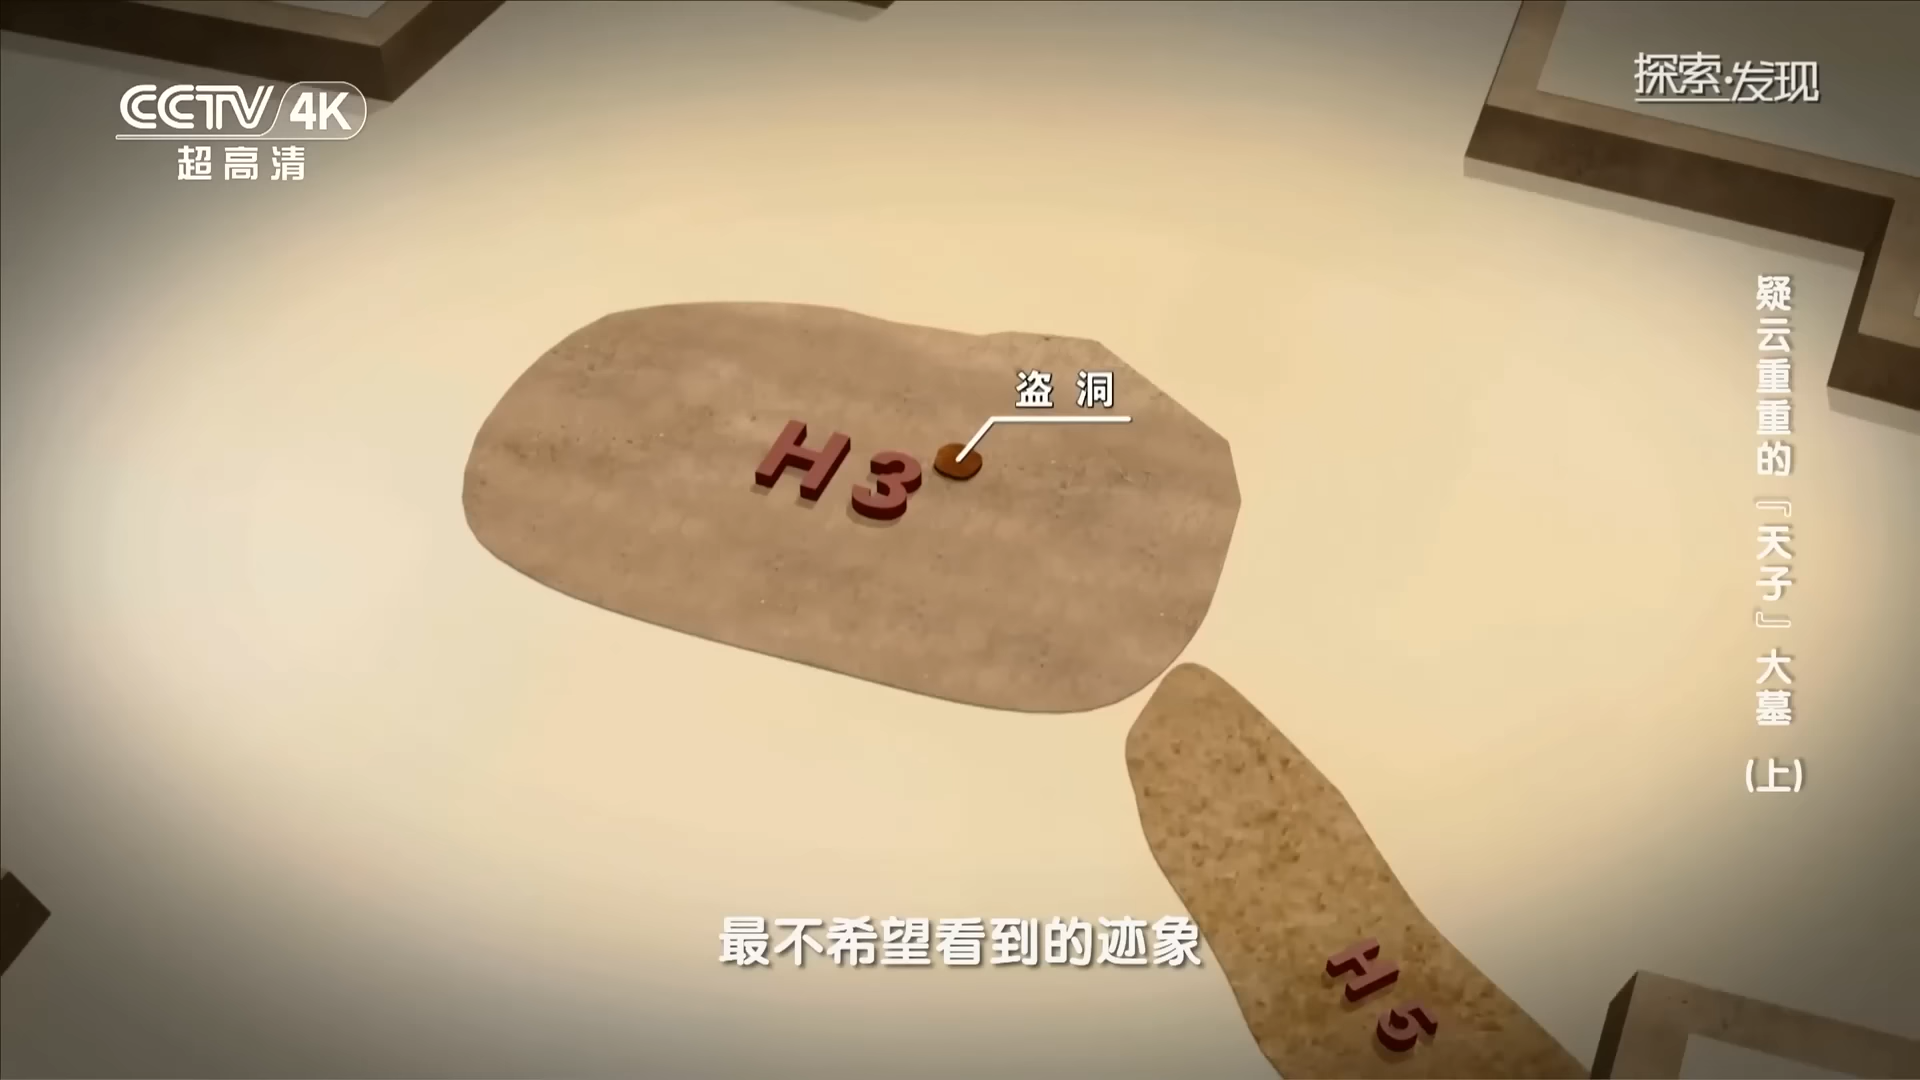 CCTV 4K
超高清
探索·发现
盗洞
H3
疑云重重的『天子』大墓(上)
最不希望看到的迹象
H5